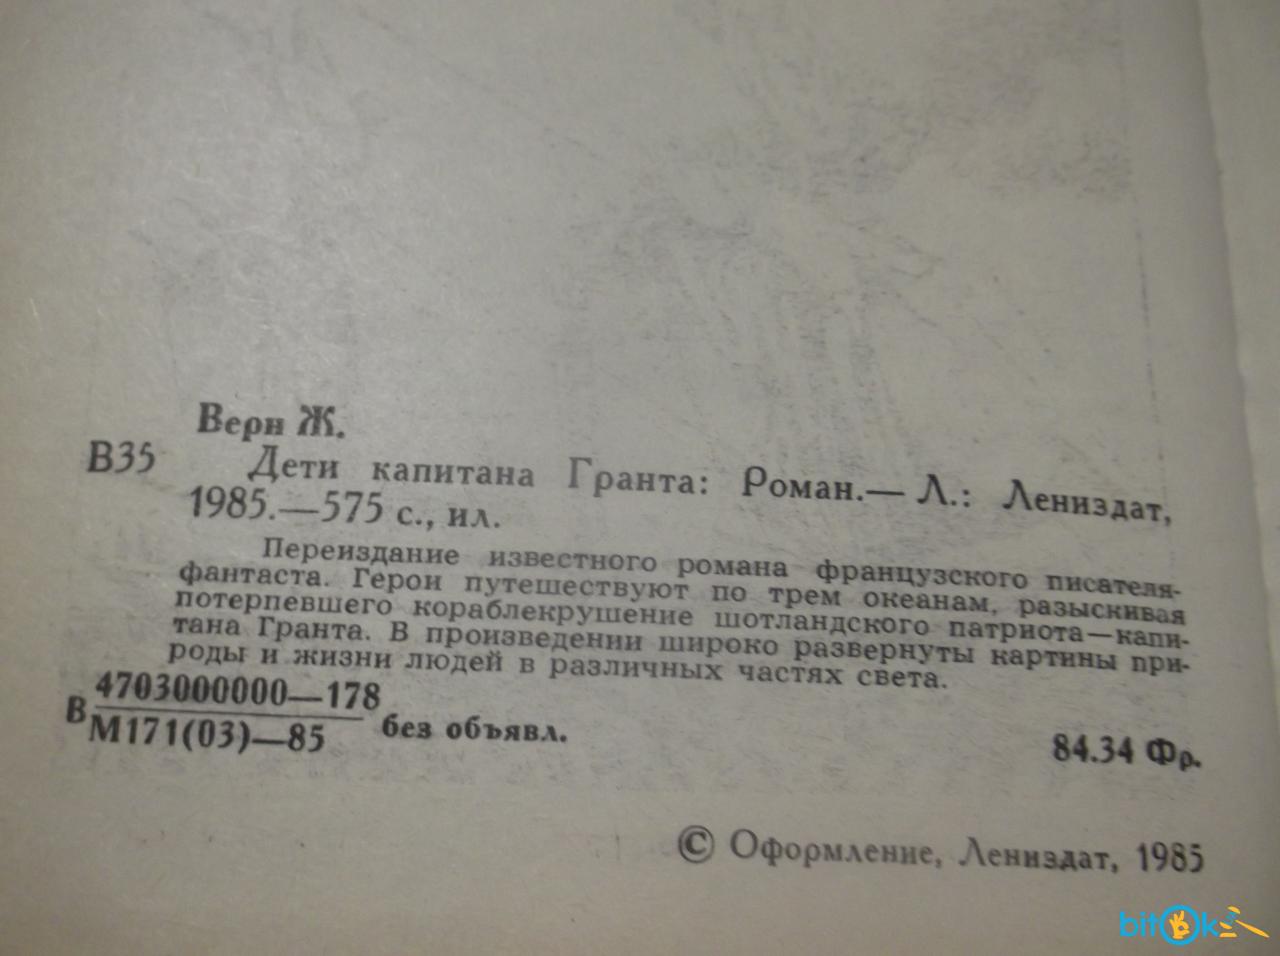 Верн Ж.
В35 Дети капитана Гранта: Роман.— Л.: Лениздат,
1985.—575 с., ил.
Переиздание известного романа французского писателя-
фантаста. Герои путешествуют по трем океанам, разыскивая
потерпевшего кораблекрушение шотландского патриота—капи-
тана Гранта. В произведении широко развернуты картины при-
роды и жизни людей в различных частях света.
4703000000—178
В М171(03)—85 без объявл.
84.34 Фр.
© Оформление, Лениздат, 1985
bitok